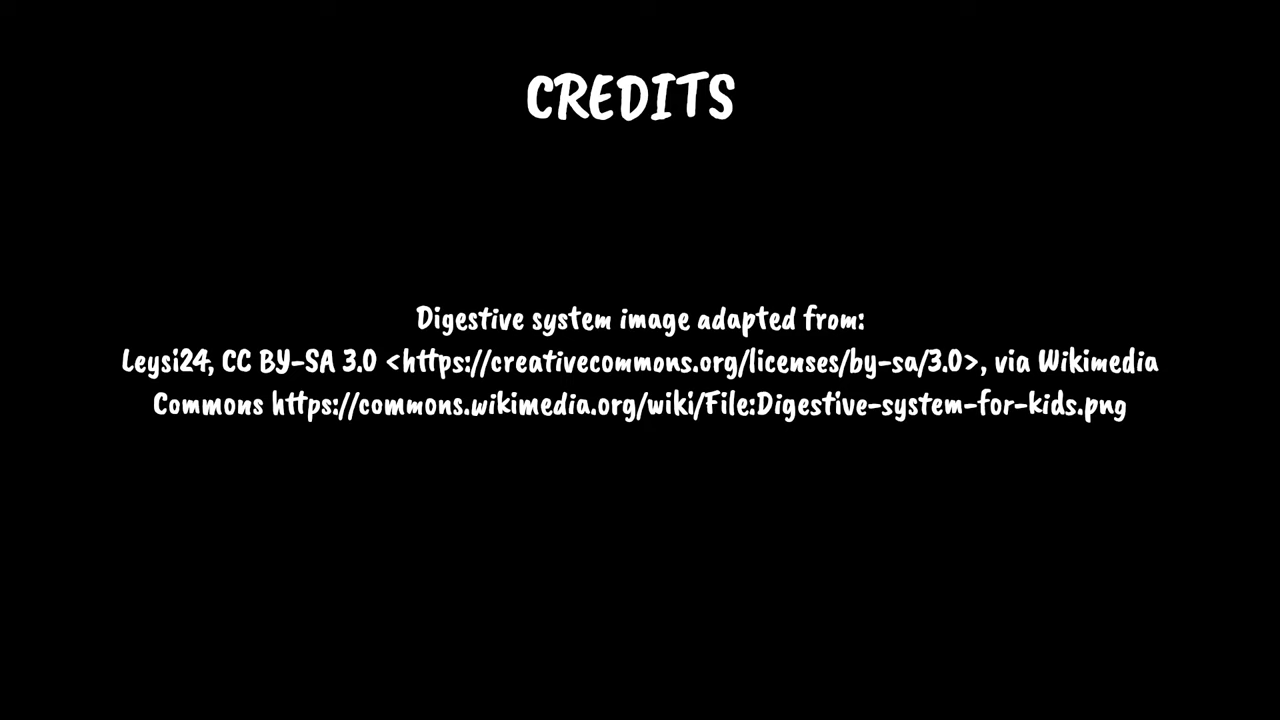 CREDITS
Digestive system image adapted from:
Leysi24, CC BY-SA 3.0 <https://creativecommons.org/licenses/by-sa/3.0>, via Wikimedia
Commons https://commons.wikimedia.org/wiki/File:Digestive-system-for-kids.png